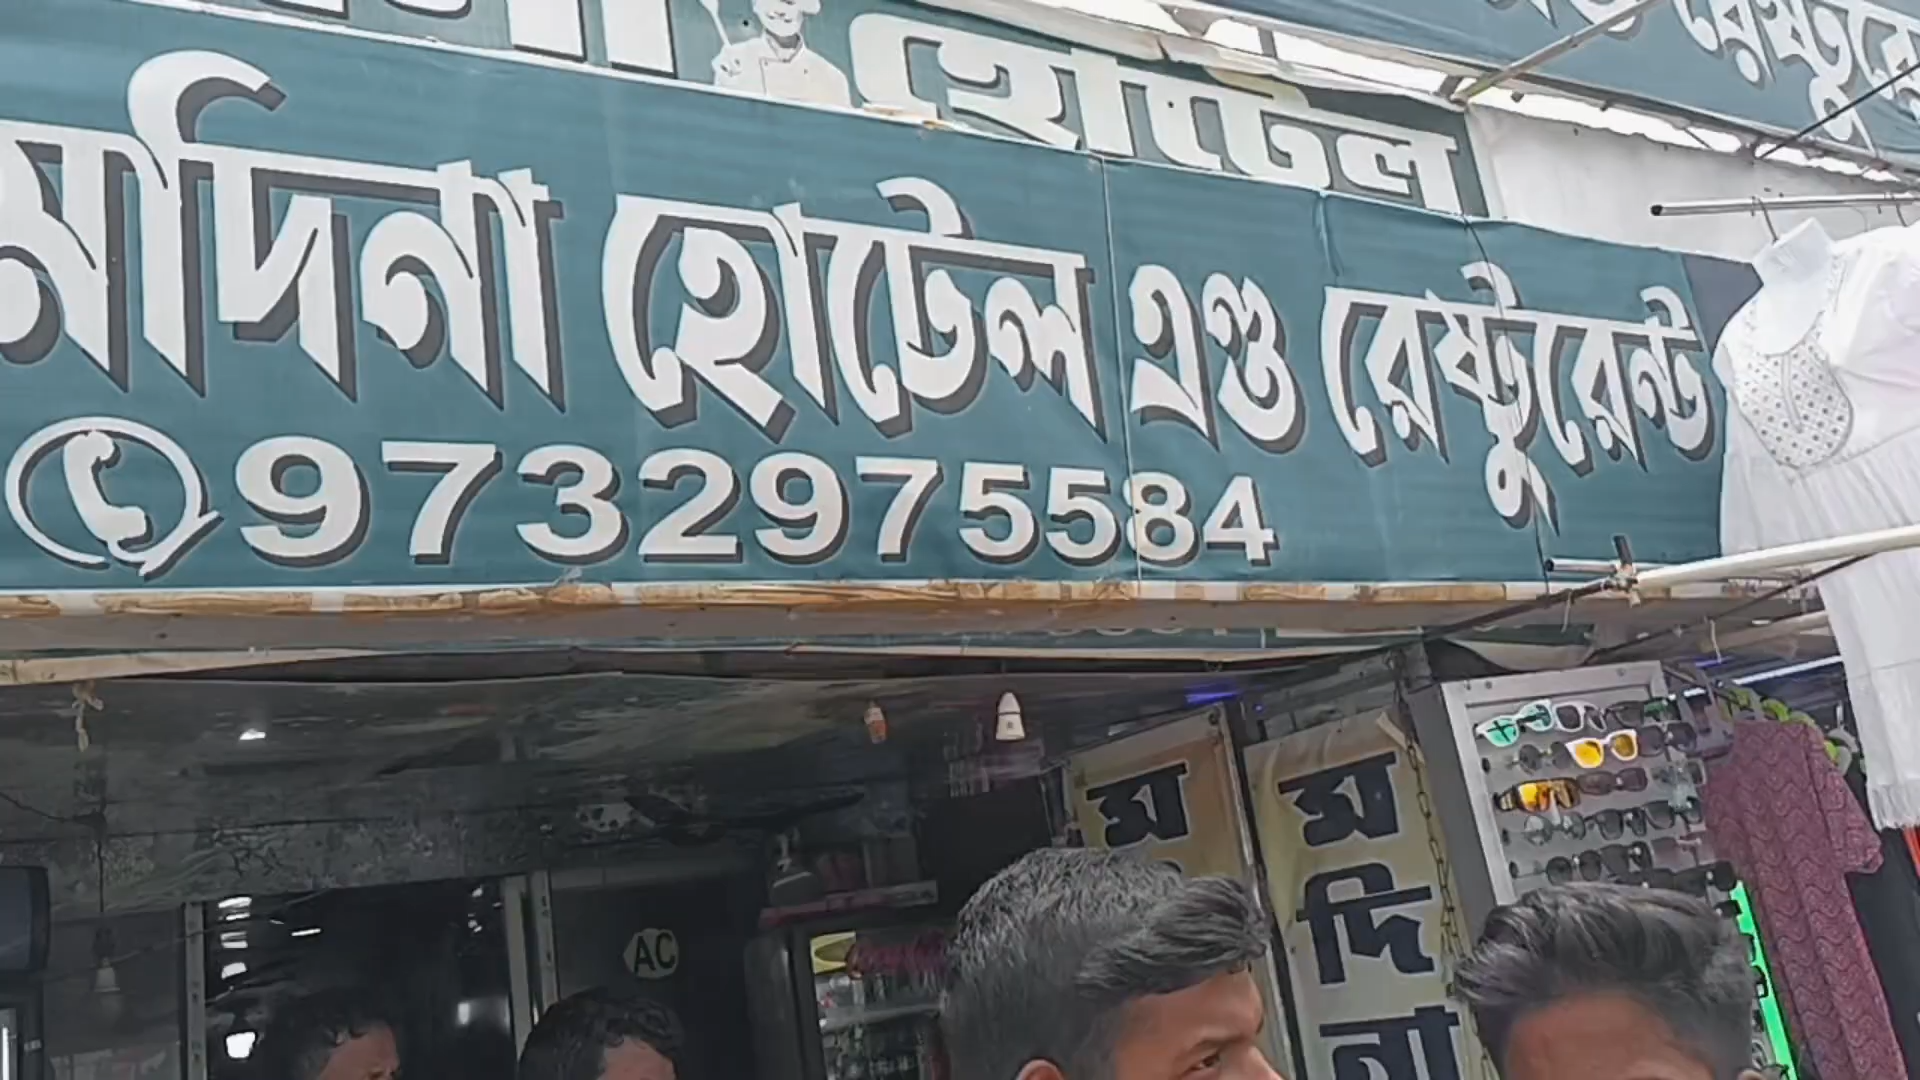 হোটেল
মদিনা হোটেল এণ্ড রেষ্টুরেন্ট
9732975584
AC
ম
ম
দি
না